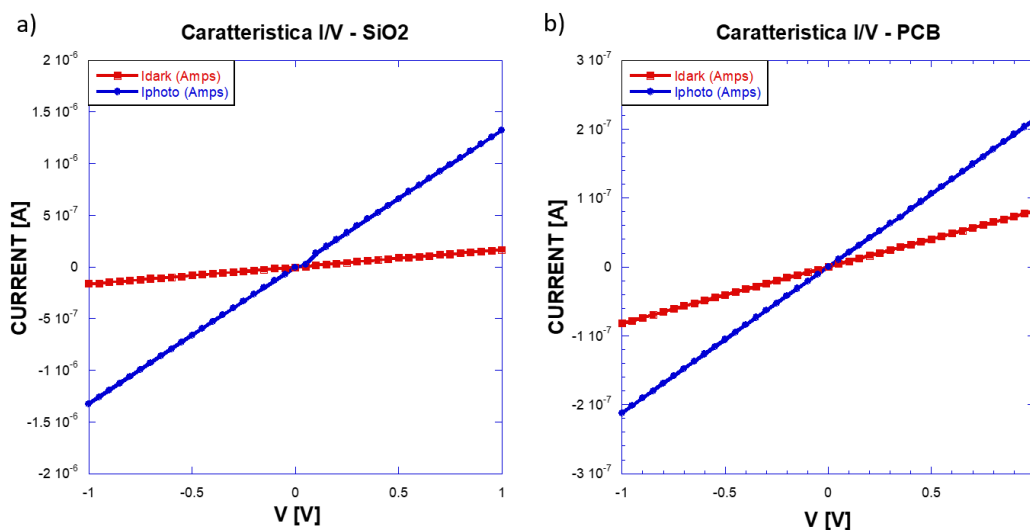 a)
Caratteristica I/V - SiO2
2 10⁻⁶
1.5 10⁻⁶
1 10⁻⁶
5 10⁻⁷
0
-5 10⁻⁷
-1 10⁻⁶
-1.5 10⁻⁶
-2 10⁻⁶
Idark (Amps)
Iphoto (Amps)
CURRENT [A]
-1 -0.5 0 0.5 1
V [V]
b)
Caratteristica I/V - PCB
3 10⁻⁷
2 10⁻⁷
1 10⁻⁷
0
-1 10⁻⁷
-2 10⁻⁷
-3 10⁻⁷
Idark (Amps)
Iphoto (Amps)
CURRENT [A]
-1 -0.5 0 0.5
V [V]